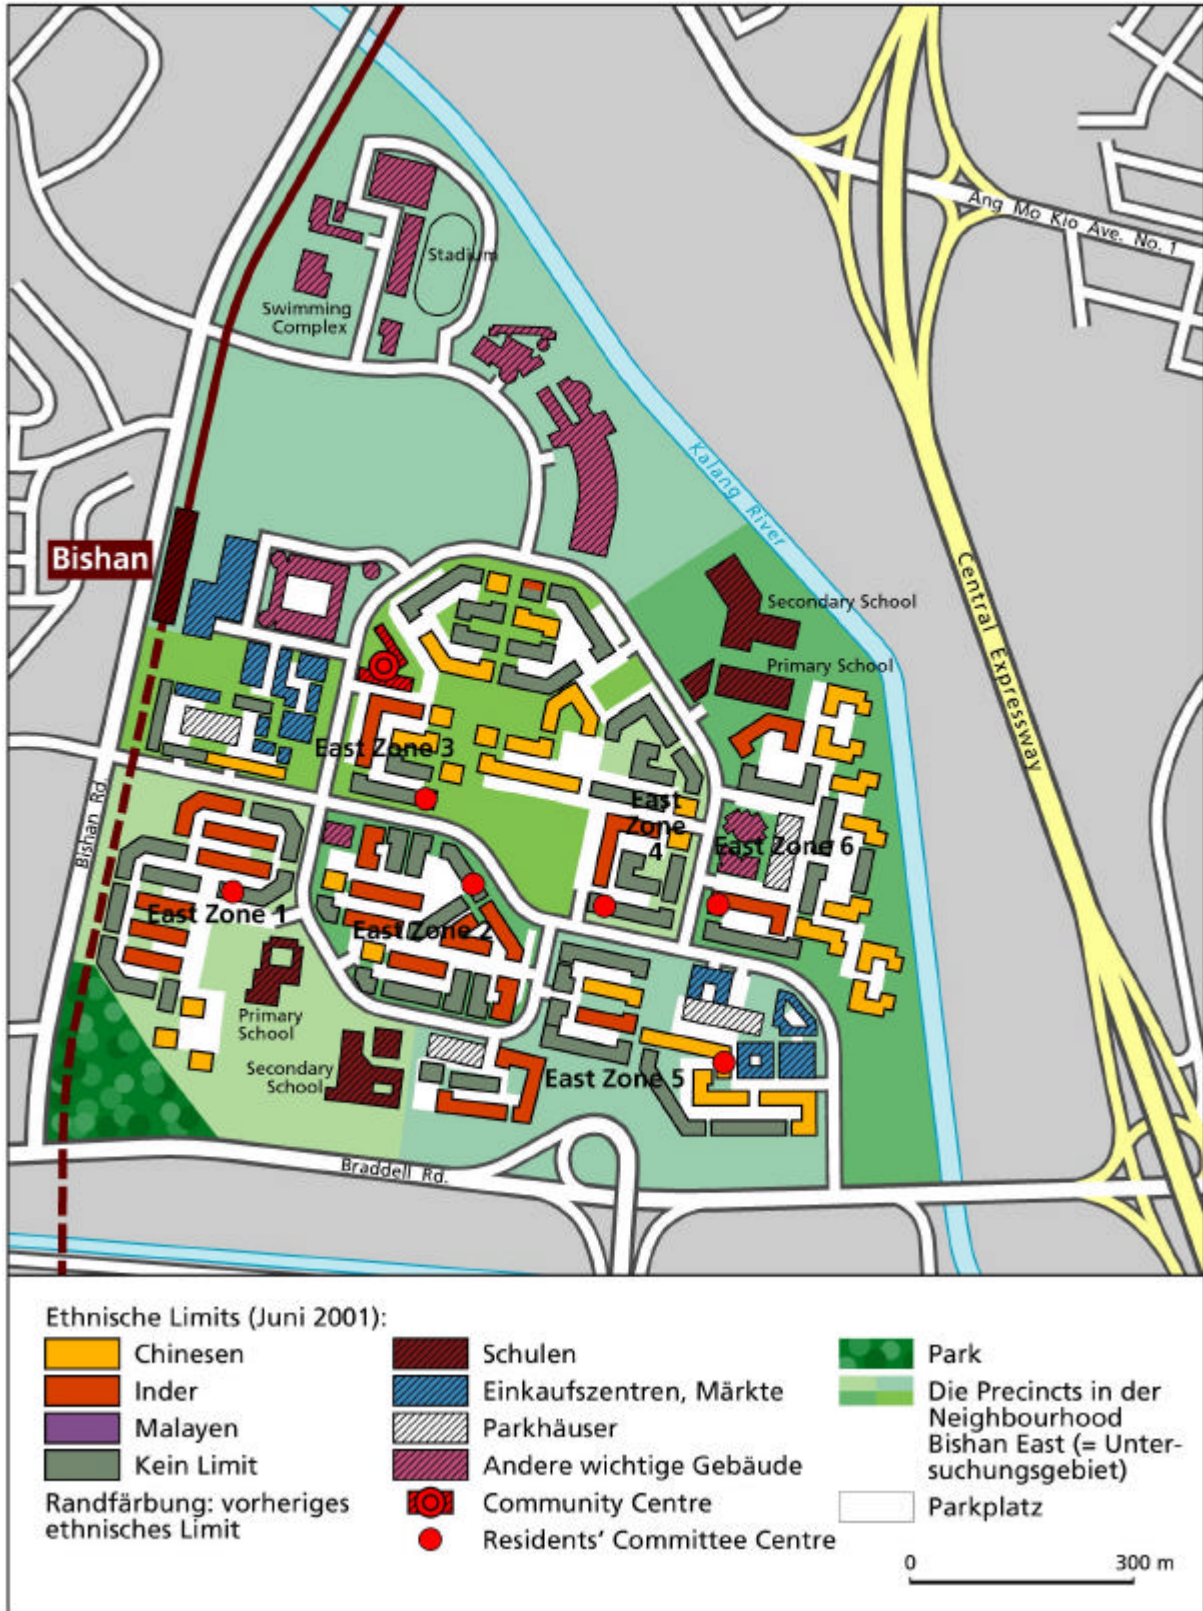 Ang Mo Kio Ave. No. 1
Stadium
Swimming
Complex
Kalang River
Bishan
Central Expressway
Secondary School
Primary School
East Zone 3
Bishan Rd.
East
Zone
4
East Zone 6
East Zone 1
East Zone 2
Primary
School
Secondary
School
East Zone 5
Braddell Rd.
Ethnische Limits (Juni 2001):
Chinesen
Inder
Malayen
Kein Limit
Randfärbung: vorheriges
ethnisches Limit
Schulen
Einkaufszentren, Märkte
Parkhäuser
Andere wichtige Gebäude
Community Centre
Residents' Committee Centre
Park
Die Precincts in der
Neighbourhood
Bishan East (= Unter-
suchungsgebiet)
Parkplatz
0 300 m